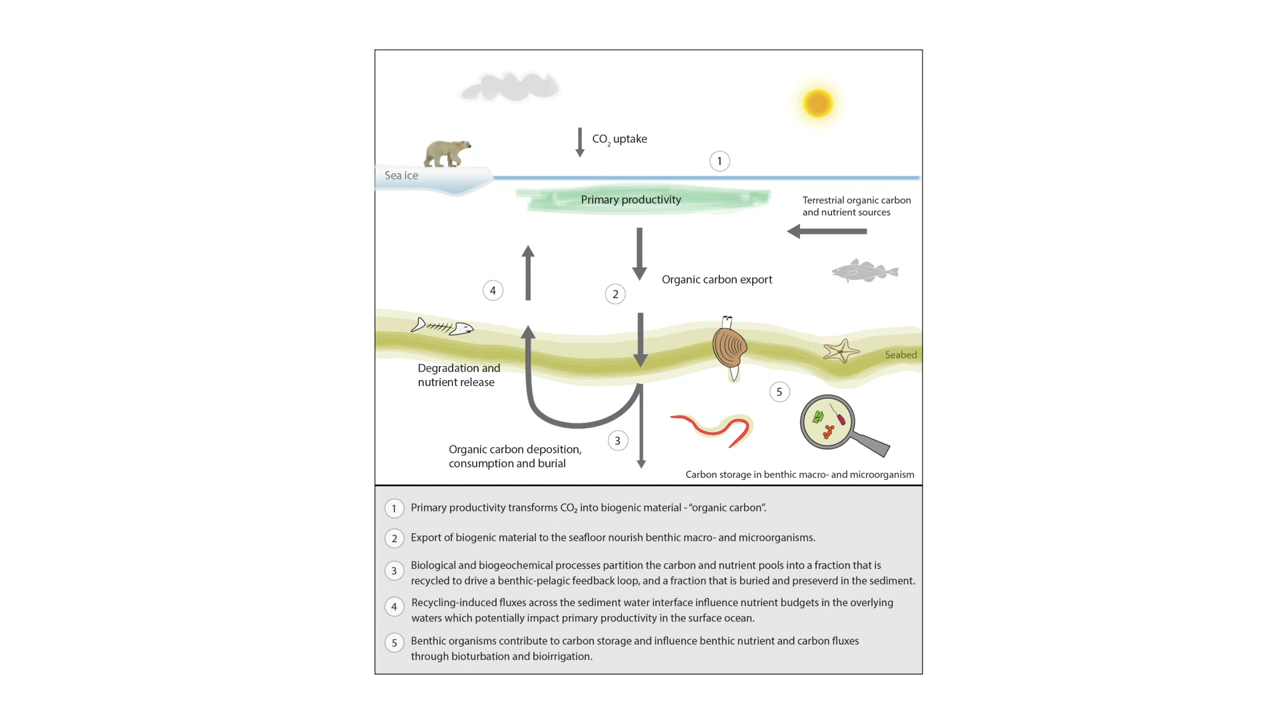 CO₂ uptake
1
Sea ice
Primary productivity
Terrestrial organic carbon
and nutrient sources
Organic carbon export
4
2
Seabed
Degradation and
nutrient release
5
3
Organic carbon deposition,
consumption and burial
Carbon storage in benthic macro- and microorganism
1 Primary productivity transforms CO₂ into biogenic material - “organic carbon”.
2 Export of biogenic material to the seafloor nourish benthic macro- and microorganisms.
3 Biological and biogeochemical processes partition the carbon and nutrient pools into a fraction that is
recycled to drive a benthic-pelagic feedback loop, and a fraction that is buried and preseverd in the sediment.
4 Recycling-induced fluxes across the sediment water interface influence nutrient budgets in the overlying
waters which potentially impact primary productivity in the surface ocean.
5 Benthic organisms contribute to carbon storage and influence benthic nutrient and carbon fluxes
through bioturbation and bioirrigation.